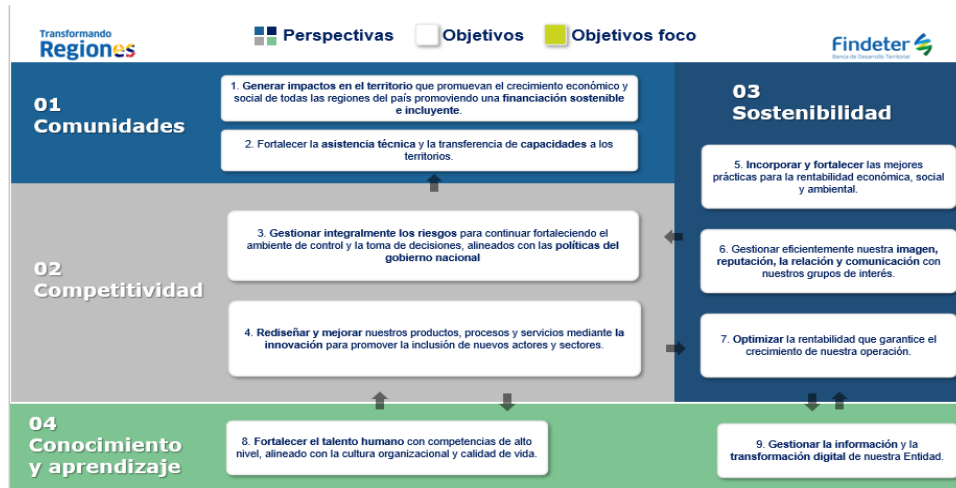 Transformando
Regiones
Perspectivas
Objetivos
Objetivos foco
Findeter
Banca de Desarrollo Territorial
01
Comunidades
1. Generar impactos en el territorio que promuevan el crecimiento económico y
social de todas las regiones del país promoviendo una financiación sostenible
e incluyente.
2. Fortalecer la asistencia técnica y la transferencia de capacidades a los
territorios.
03
Sostenibilidad
5. Incorporar y fortalecer las mejores
prácticas para la rentabilidad económica, social
y ambiental.
6. Gestionar eficientemente nuestra imagen,
reputación, la relación y comunicación con
nuestros grupos de interés.
7. Optimizar la rentabilidad que garantice el
crecimiento de nuestra operación.
02
Competitividad
3. Gestionar integralmente los riesgos para continuar fortaleciendo el
ambiente de control y la toma de decisiones, alineados con las políticas del
gobierno nacional
4. Rediseñar y mejorar nuestros productos, procesos y servicios mediante la
innovación para promover la inclusión de nuevos actores y sectores.
04
Conocimiento
y aprendizaje
8. Fortalecer el talento humano con competencias de alto
nivel, alineado con la cultura organizacional y calidad de vida.
9. Gestionar la información y la
transformación digital de nuestra Entidad.